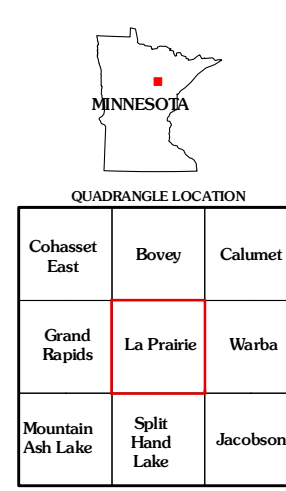 MINNESOTA
QUADRANGLE LOCATION
Cohasset
East
Bovey
Calumet
Grand
Rapids
La Prairie
Warba
Mountain
Ash Lake
Split
Hand
Lake
Jacobson